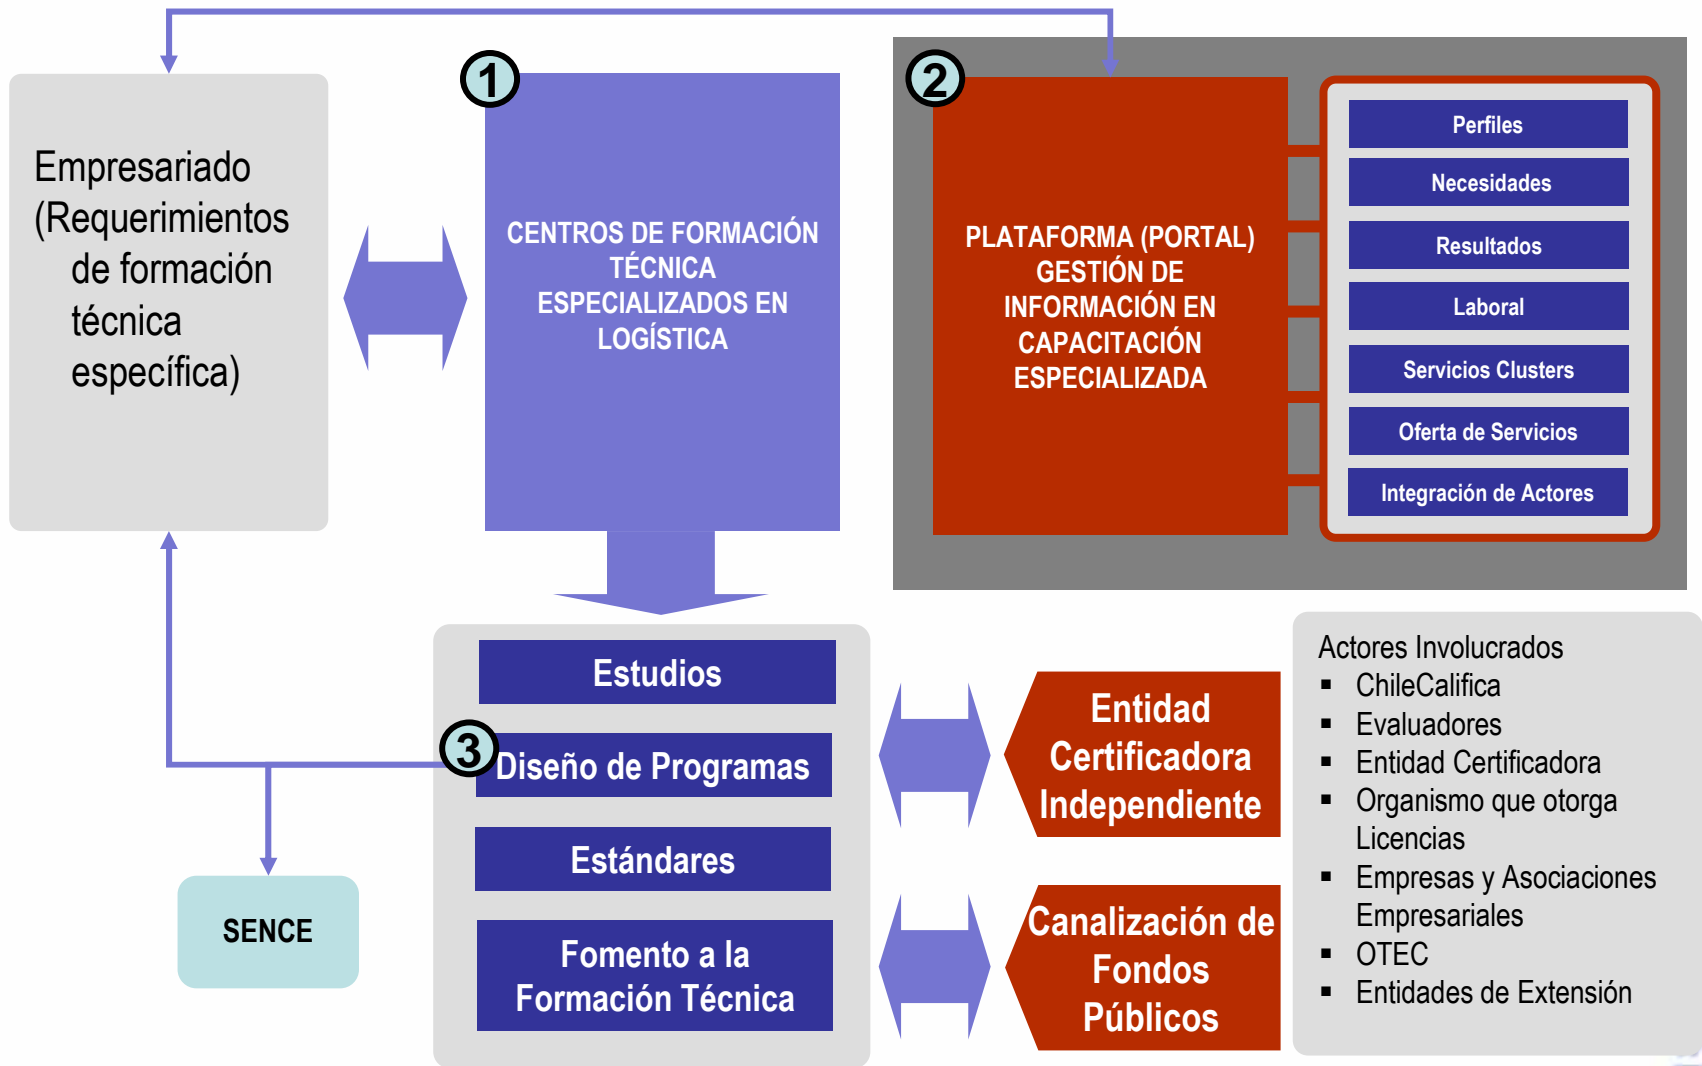 Empresariado
(Requerimientos
de formación
técnica
específica)
1
CENTROS DE FORMACIÓN
TÉCNICA
ESPECIALIZADOS EN
LOGÍSTICA
2
PLATAFORMA (PORTAL)
GESTIÓN DE
INFORMACIÓN EN
CAPACITACIÓN
ESPECIALIZADA
Perfiles
Necesidades
Resultados
Laboral
Servicios Clusters
Oferta de Servicios
Integración de Actores
Estudios
3
Diseño de Programas
Estándares
Fomento a la
Formación Técnica
SENCE
Entidad
Certificadora
Independiente
Canalización de
Fondos
Públicos
Actores Involucrados
▪ ChileCalifica
▪ Evaluadores
▪ Entidad Certificadora
▪ Organismo que otorga
Licencias
▪ Empresas y Asociaciones
Empresariales
▪ OTEC
▪ Entidades de Extensión